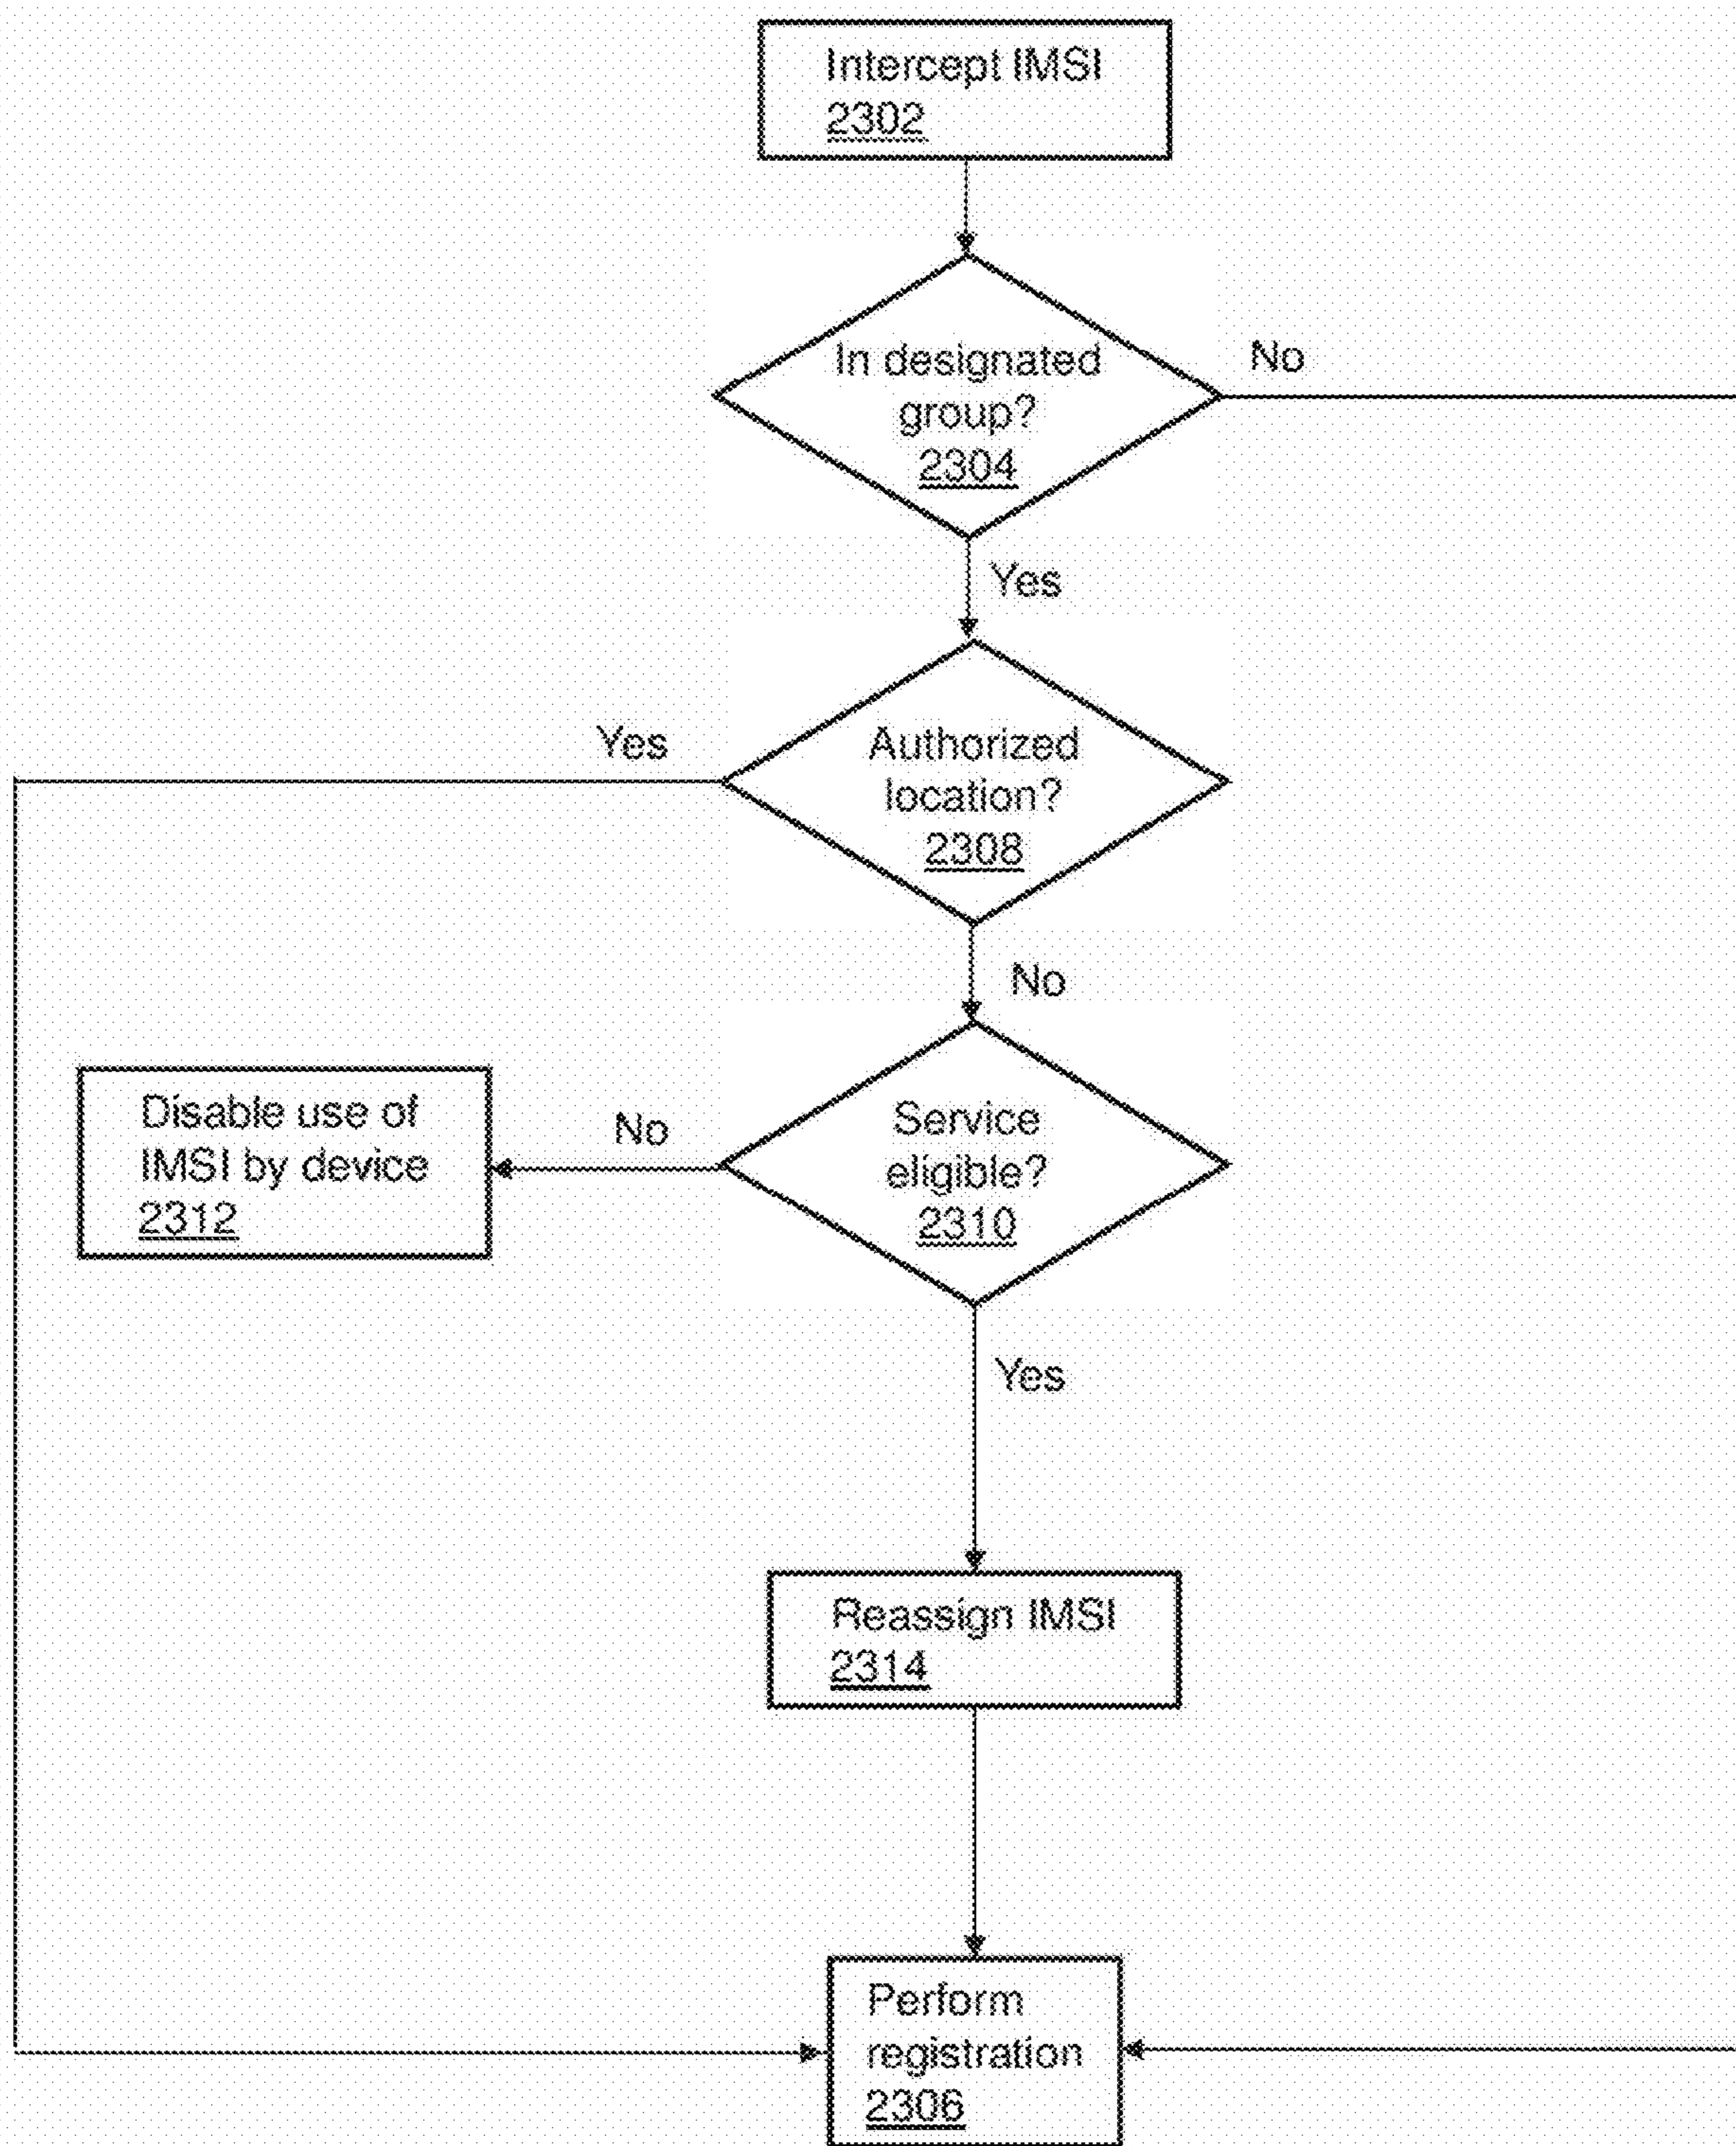 Intercept IMSI
2302
In designated
group?
2304
No
Yes
Authorized
location?
2308
Yes
No
Service
eligible?
2310
No
Disable use of
IMSI by device
2312
Yes
Reassign IMSI
2314
Perform
registration
2306